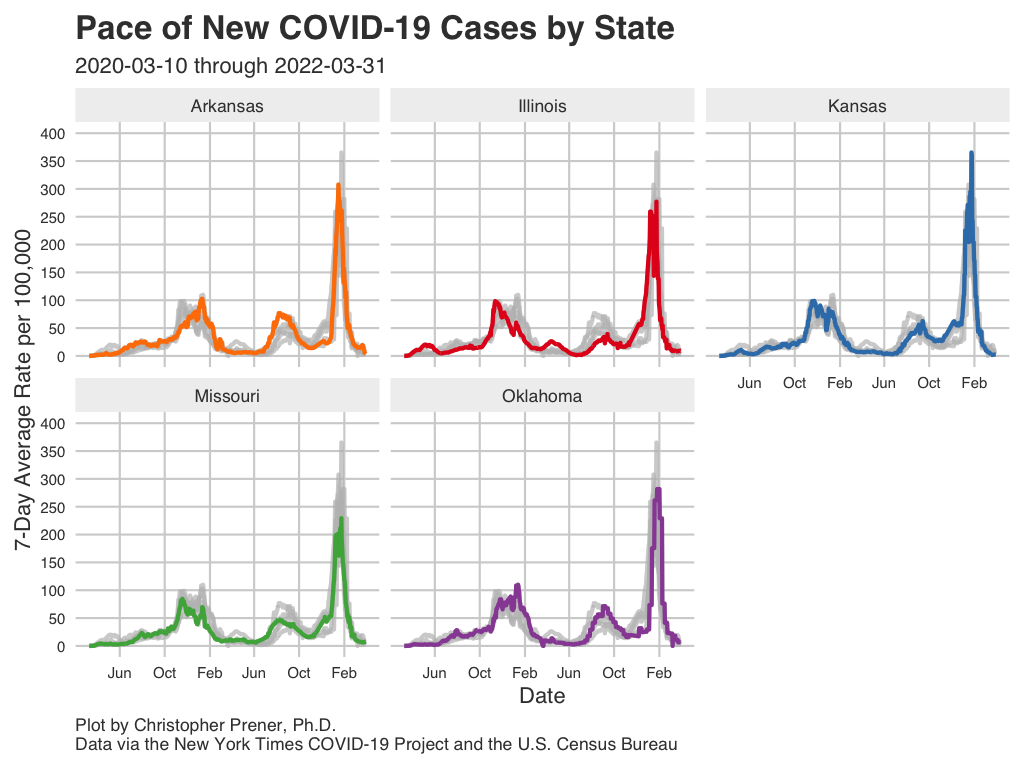 Pace of New COVID-19 Cases by State
2020-03-10 through 2022-03-31
Arkansas Illinois Kansas
400
350
300
250
200
150
100
50
0
Jun Oct Feb Jun Oct Feb
7-Day Average Rate per 100,000
Missouri Oklahoma
400
350
300
250
200
150
100
50
0
Jun Oct Feb Jun Oct Feb Jun Oct Feb Jun Oct Feb
Date
Plot by Christopher Prener, Ph.D.
Data via the New York Times COVID-19 Project and the U.S. Census Bureau